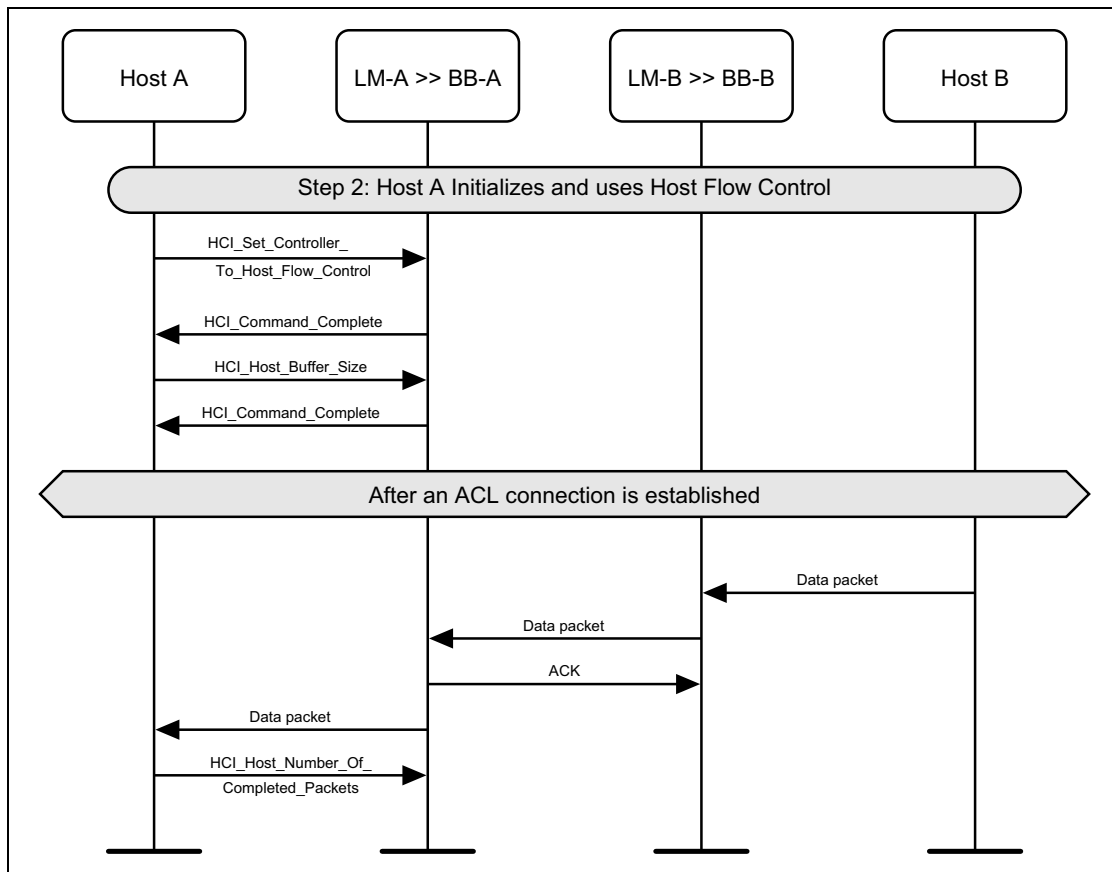 Host A
LM-A >> BB-A
LM-B >> BB-B
Host B
Step 2: Host A Initializes and uses Host Flow Control
HCI_Set_Controller_
To_Host_Flow_Control
HCI_Command_Complete
HCI_Host_Buffer_Size
HCI_Command_Complete
After an ACL connection is established
Data packet
Data packet
ACK
Data packet
HCI_Host_Number_Of_
Completed_Packets